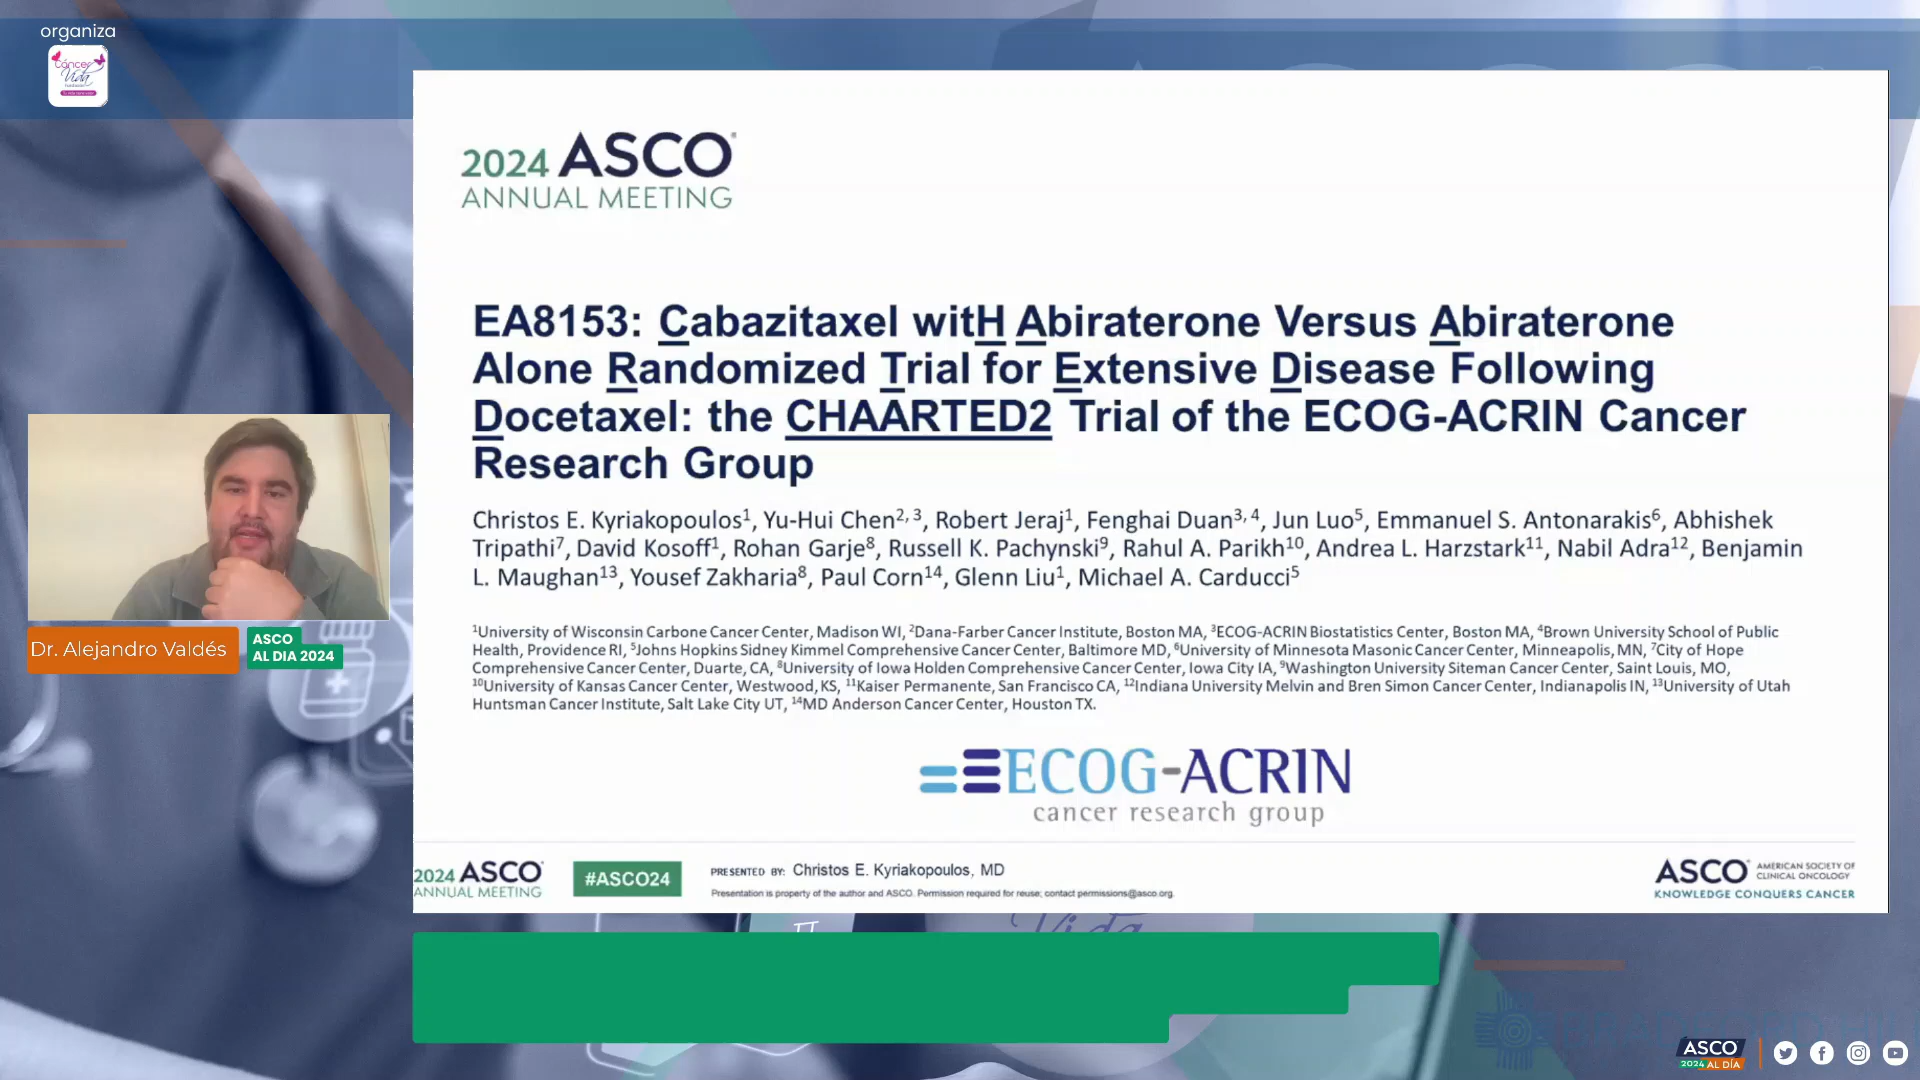 organiza
Cáncer
Vida
2024 ASCO
ANNUAL MEETING
EA8153: Cabazitaxel witH Abiraterone Versus Abiraterone
Alone Randomized Trial for Extensive Disease Following
Docetaxel: the CHAARTED2 Trial of the ECOG-ACRIN Cancer
Research Group
Christos E. Kyriakopoulos1, Yu-Hui Chen2, 3, Robert Jeraj1, Fenghai Duan3, 4, Jun Luo5, Emmanuel S. Antonarakis6, Abhishek
Tripathi7, David Kosoff1, Rohan Garje8, Russell K. Pachynski9, Rahul A. Parikh10, Andrea L. Harzstark11, Nabil Adra12, Benjamin
L. Maughan13, Yousef Zakharia8, Paul Corn14, Glenn Liu1, Michael A. Carducci5
1University of Wisconsin Carbone Cancer Center, Madison WI, 2Dana-Farber Cancer Institute, Boston MA, 3ECOG-ACRIN Biostatistics Center, Boston MA, 4Brown University School of Public
Health, Providence RI, 5Johns Hopkins Sidney Kimmel Comprehensive Cancer Center, Baltimore MD, 6University of Minnesota Masonic Cancer Center, Minneapolis, MN, 7City of Hope
Comprehensive Cancer Center, Duarte, CA, 8University of Iowa Holden Comprehensive Cancer Center, Iowa City IA, 9Washington University Siteman Cancer Center, Saint Louis, MO,
10University of Kansas Cancer Center, Westwood, KS, 11Kaiser Permanente, San Francisco CA, 12Indiana University Melvin and Bren Simon Cancer Center, Indianapolis IN, 13University of Utah
Huntsman Cancer Institute, Salt Lake City UT, 14MD Anderson Cancer Center, Houston TX.
Dr. Alejandro Valdés
ASCO
AL DIA 2024
ECOG-ACRIN
cancer research group
2024 ASCO
ANNUAL MEETING
#ASCO24
PRESENTED BY: Christos E. Kyriakopoulos, MD
Presentation is property of the author and ASCO. Permission required for reuse; contact permissions@asco.org.
ASCO AMERICAN SOCIETY OF
CLINICAL ONCOLOGY
KNOWLEDGE CONQUERS CANCER
Vida
ASCO
2024 AL DÍA